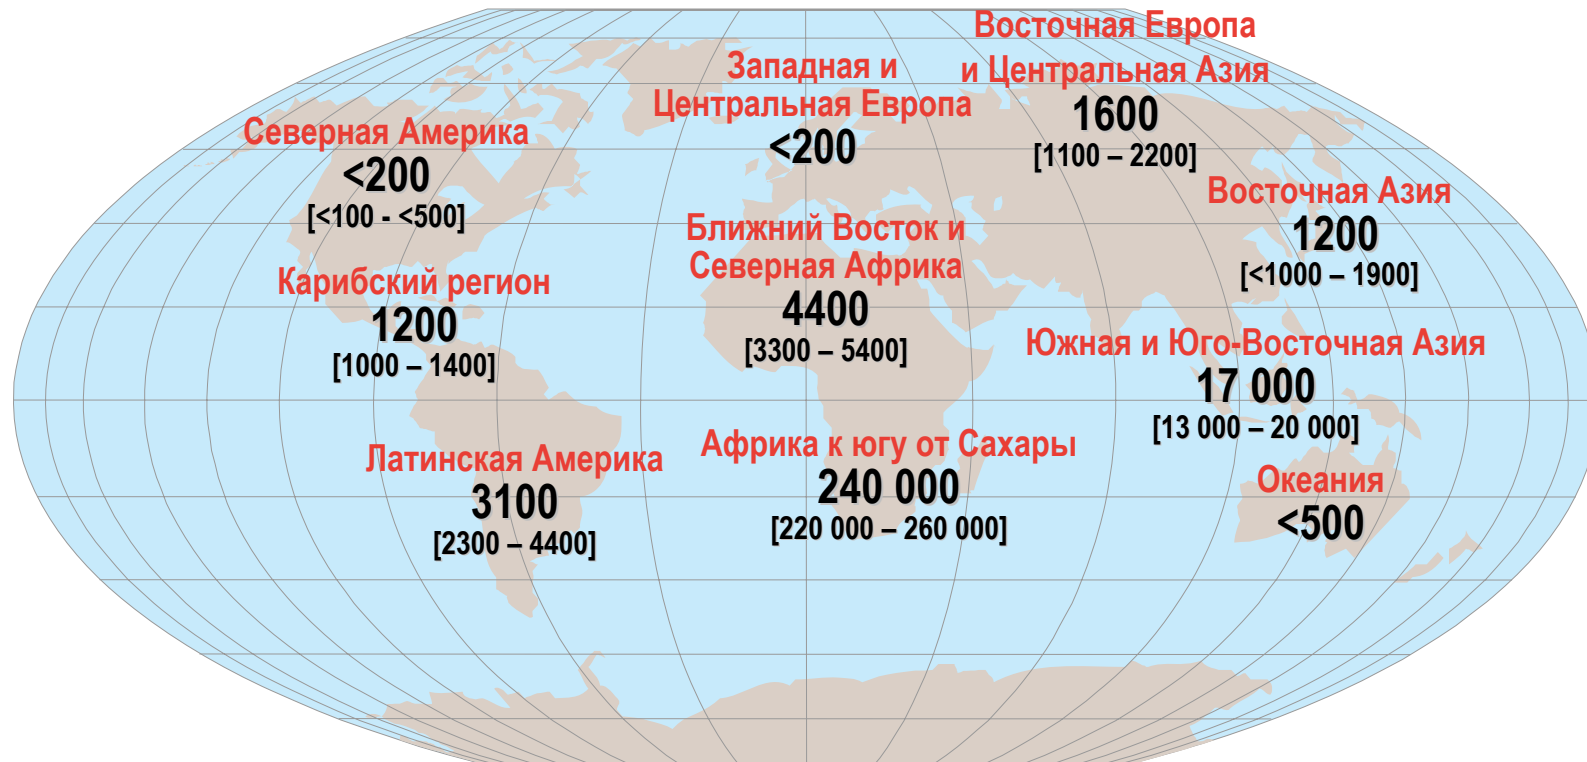 Восточная Европа
и Центральная Азия
1600
[1100 – 2200]
Западная и
Центральная Европа
<200
Северная Америка
<200
[<100 - <500]
Восточная Азия
1200
[<1000 – 1900]
Ближний Восток и
Северная Африка
4400
[3300 – 5400]
Карибский регион
1200
[1000 – 1400]
Южная и Юго-Восточная Азия
17 000
[13 000 – 20 000]
Африка к югу от Сахары
240 000
[220 000 – 260 000]
Латинская Америка
3100
[2300 – 4400]
Океания
<500